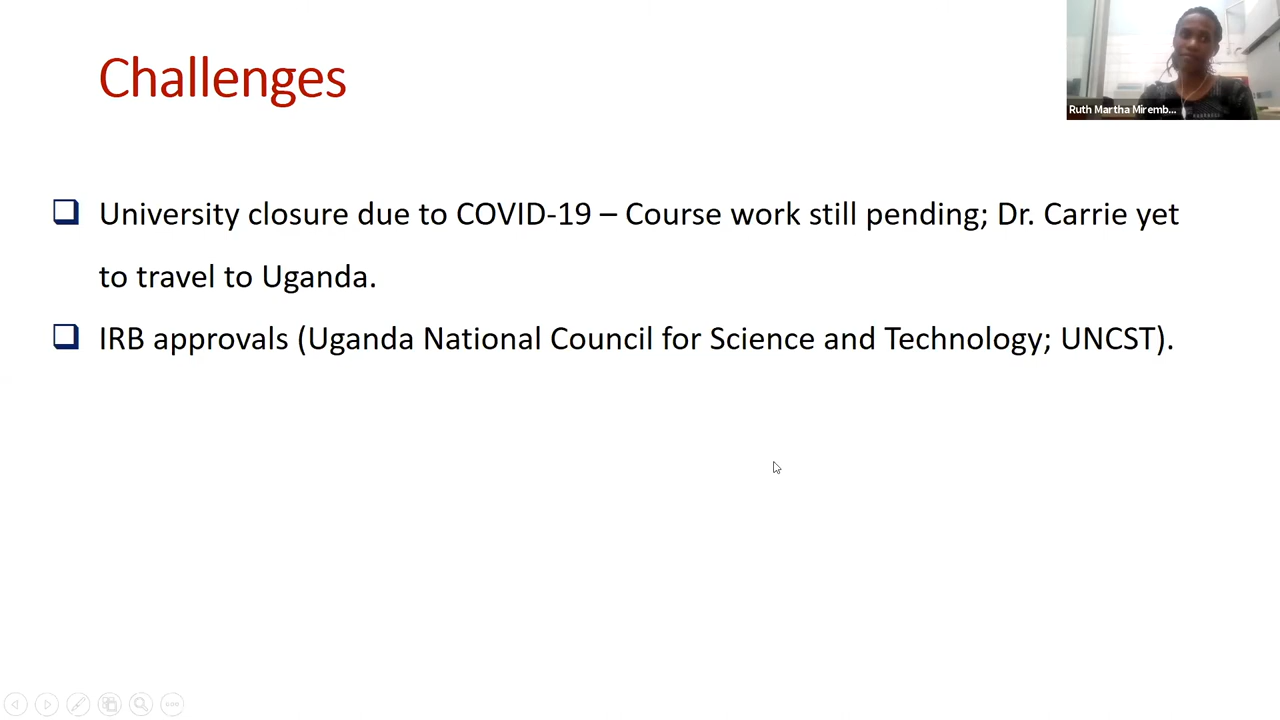 Challenges
Ruth Martha Miremb...
University closure due to COVID-19 – Course work still pending; Dr. Carrie yet
to travel to Uganda.
IRB approvals (Uganda National Council for Science and Technology; UNCST).